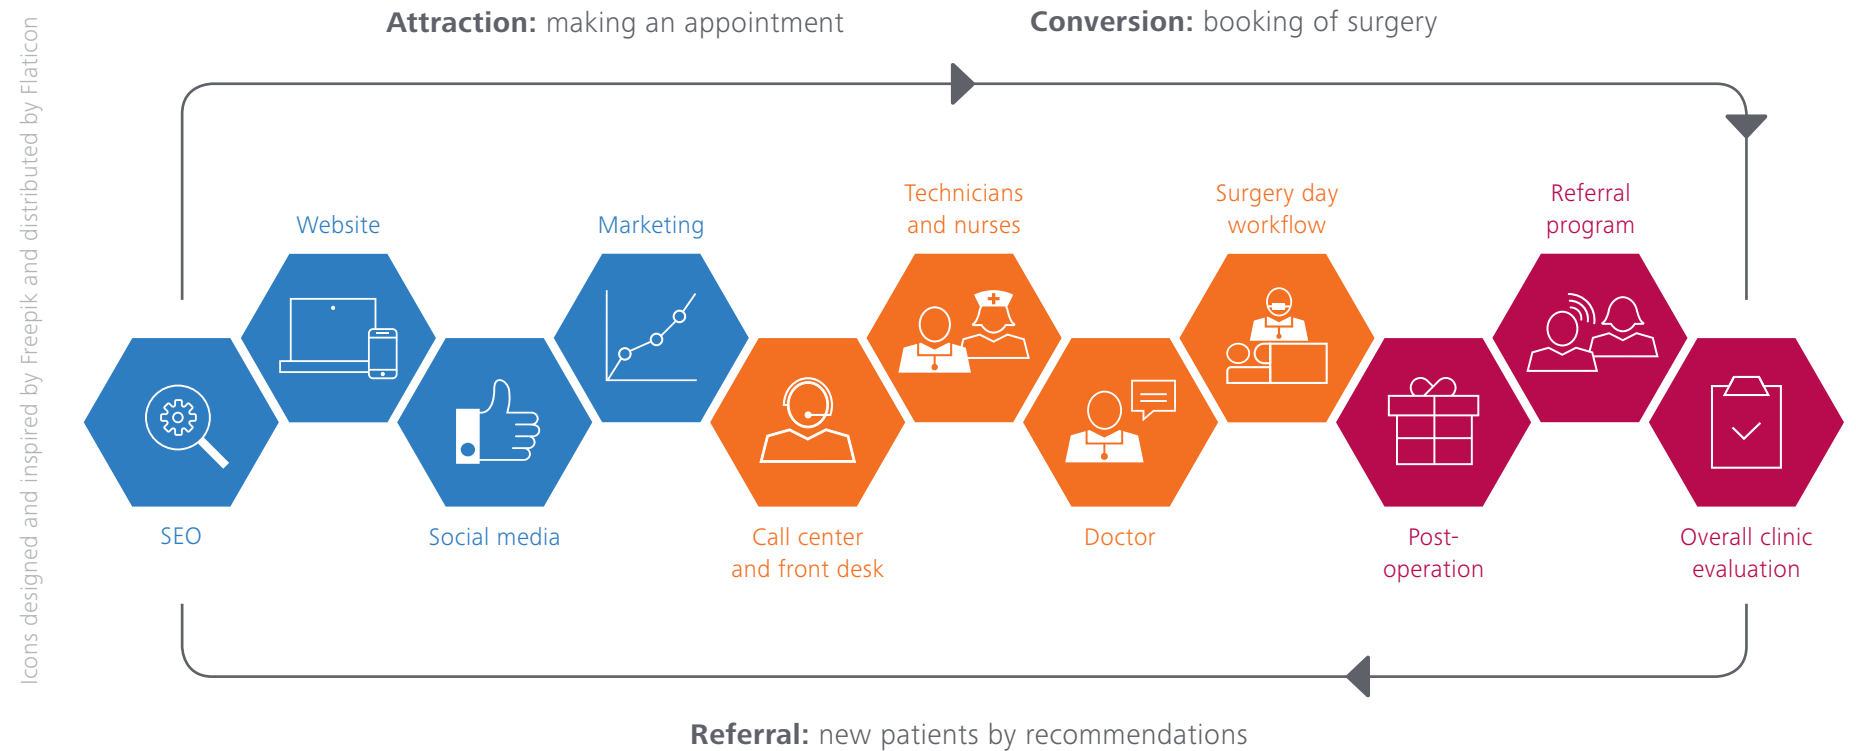 Attraction: making an appointment
Conversion: booking of surgery
Icons designed and inspired by Freepik and distributed by Flaticon
Website
Marketing
Technicians
and nurses
Surgery day
workflow
Referral
program
SEO
Social media
Call center
and front desk
Doctor
Post-
operation
Overall clinic
evaluation
Referral: new patients by recommendations